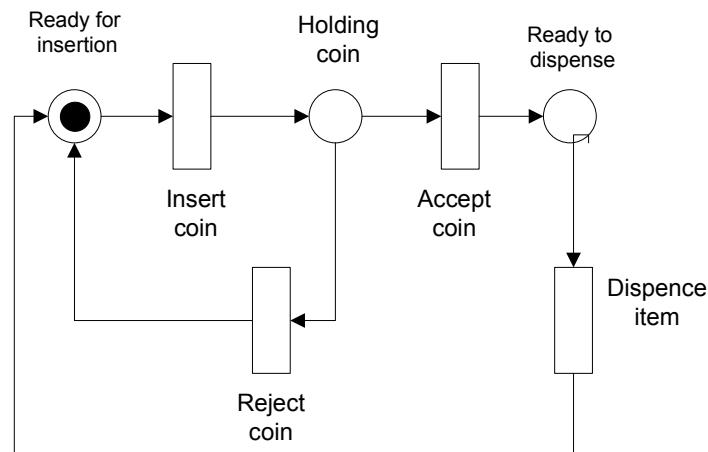 Ready for
insertion
Holding
coin
Ready to
dispense
Insert
coin
Accept
coin
Dispence
item
Reject
coin